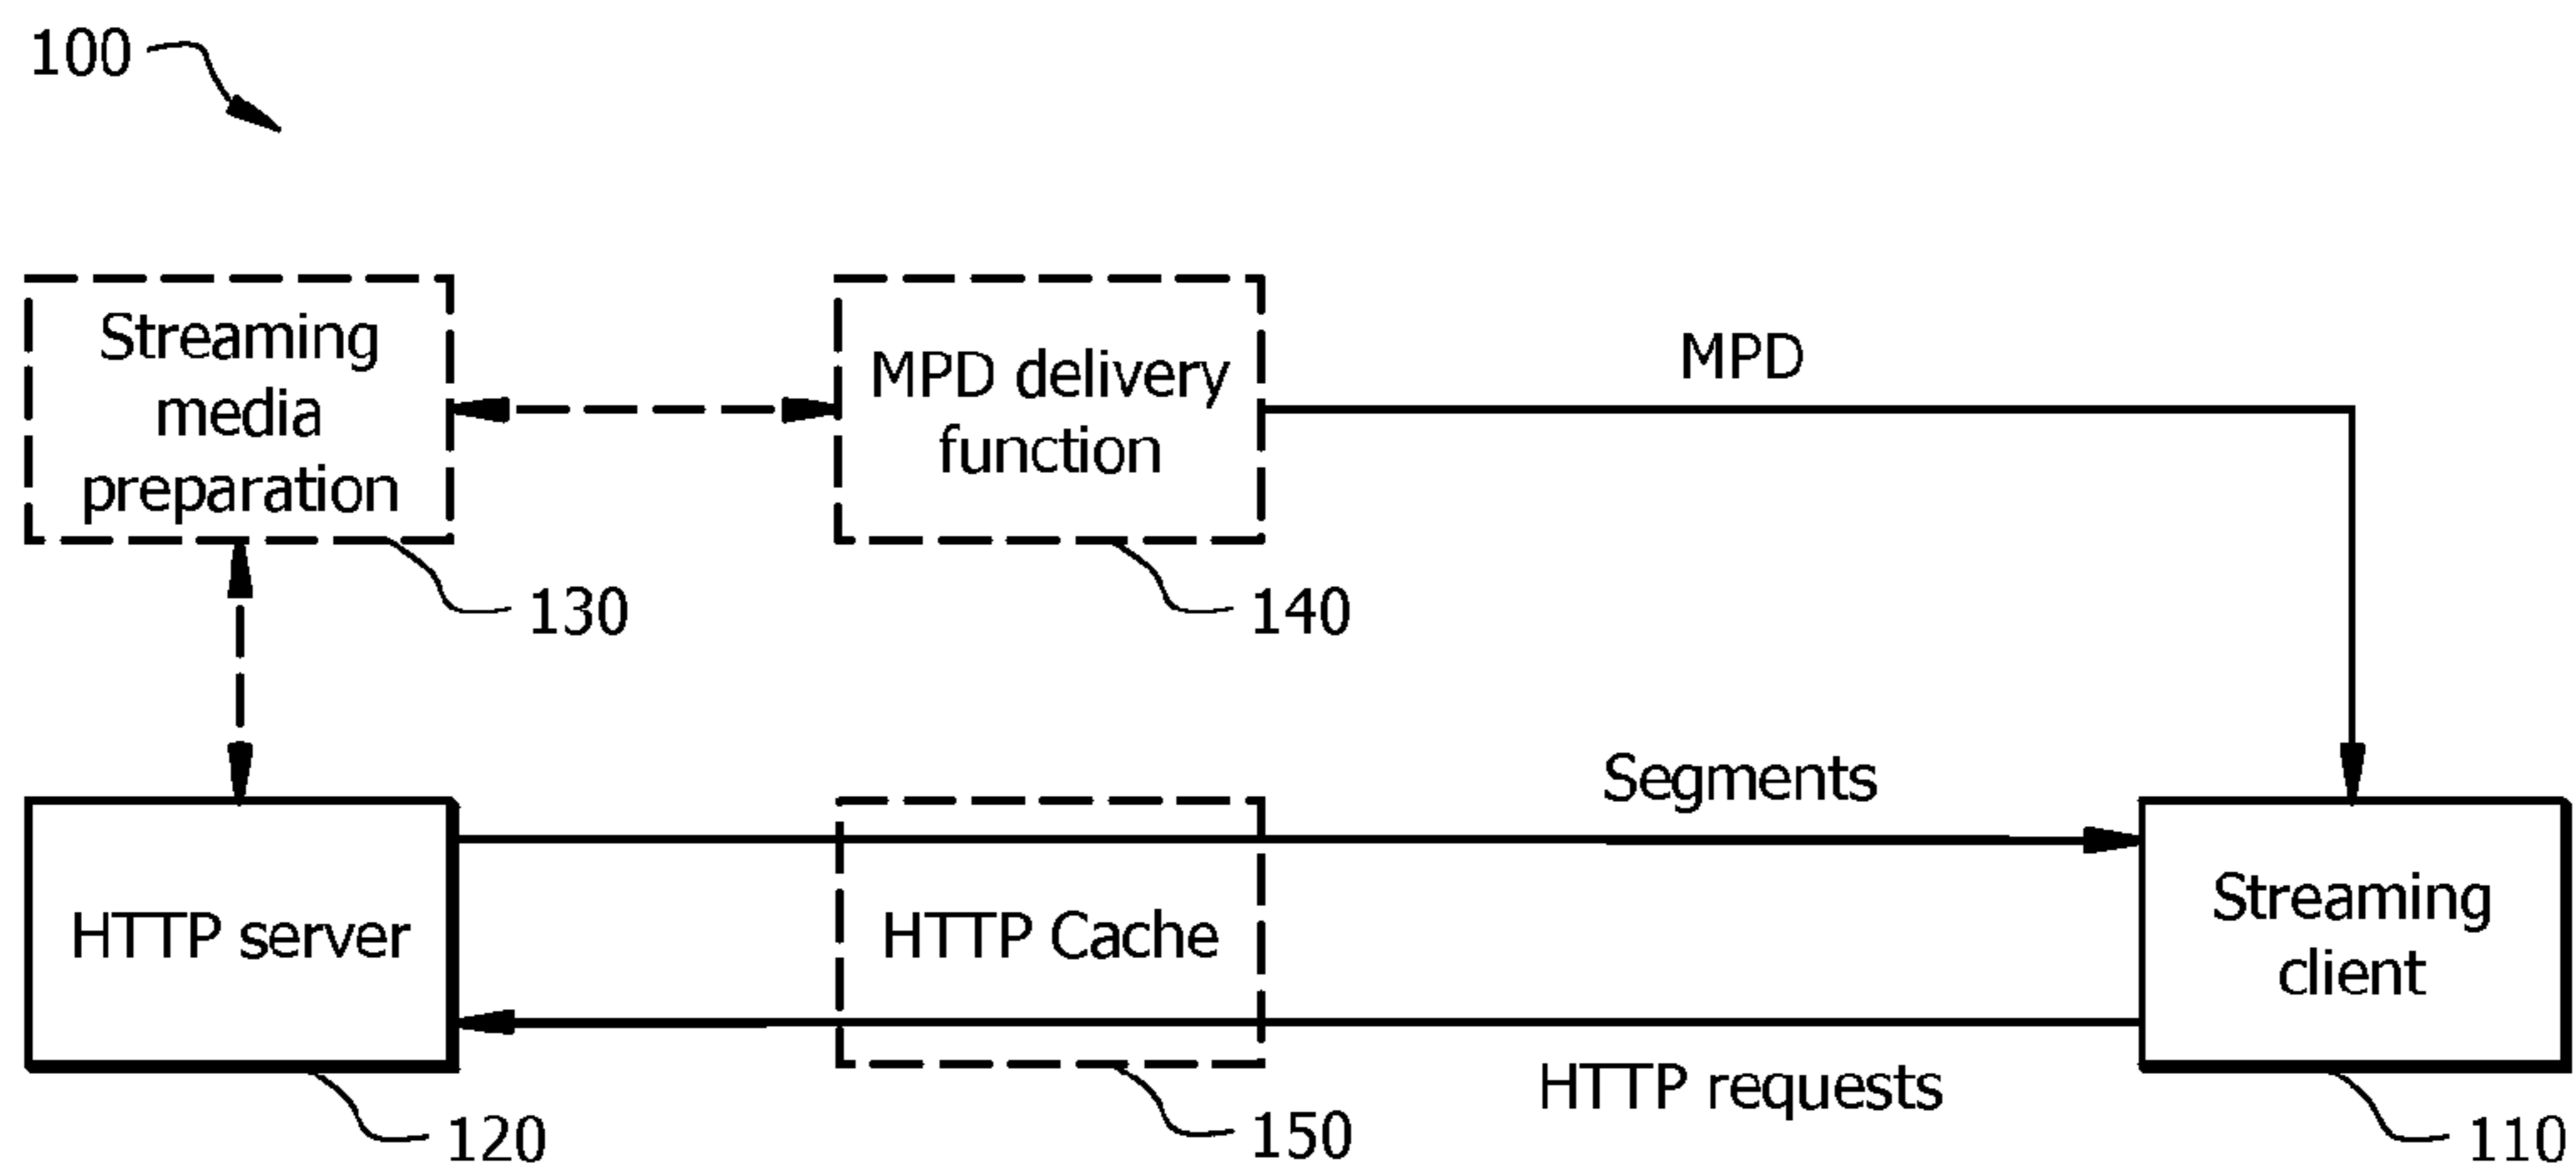 100
Streaming
media
preparation
MPD delivery
function
MPD
130
140
Segments
HTTP server
HTTP Cache
Streaming
client
HTTP requests
120
150
110